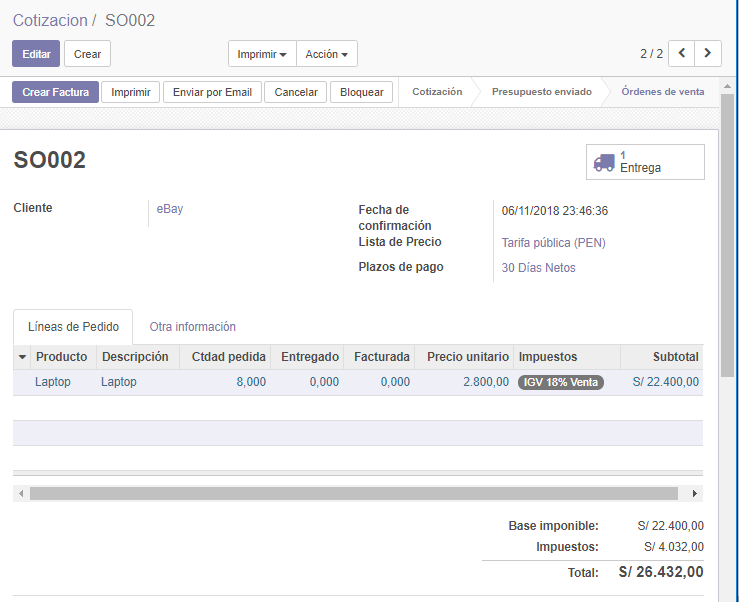 Cotizacion / SO002
Editar Crear Imprimir Acción 2 / 2
Crear Factura Imprimir Enviar por Email Cancelar Bloquear Cotización Presupuesto enviado Órdenes de venta
SO002
1
Entrega
Cliente eBay
Fecha de confirmación 06/11/2018 23:46:36
Lista de Precio Tarifa pública (PEN)
Plazos de pago 30 Días Netos
Líneas de Pedido Otra información
Producto Descripción Ctdad pedida Entregado Facturada Precio unitario Impuestos Subtotal
Laptop Laptop 8,000 0,000 0,000 2.800,00 IGV 18% Venta S/ 22.400,00
Base imponible: S/ 22.400,00
Impuestos: S/ 4.032,00
Total: S/ 26.432,00